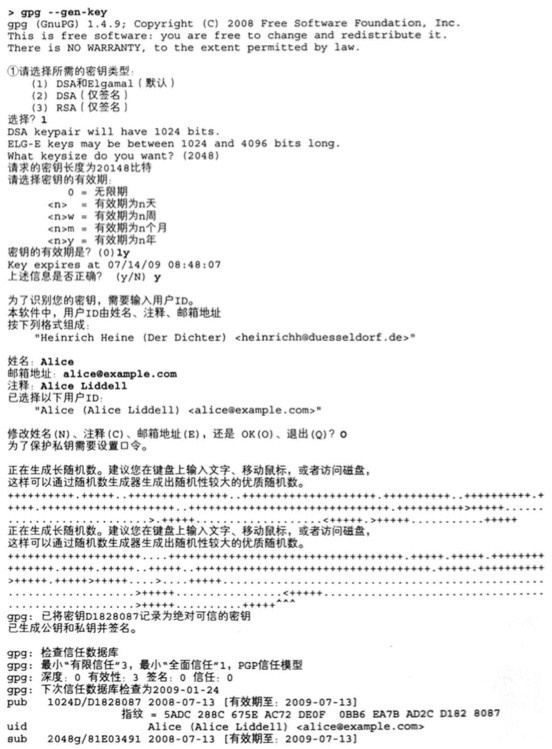 > gpg --gen-key
gpg (GnuPG) 1.4.9; Copyright (C) 2008 Free Software Foundation, Inc.
This is free software: you are free to change and redistribute it.
There is NO WARRANTY, to the extent permitted by law.
①请选择所需的密钥类型:
(1) DSA和Elgamal (默认)
(2) DSA (仅签名)
(3) RSA (仅签名)
选择? 1
DSA keypair will have 1024 bits.
ELG-E keys may be between 1024 and 4096 bits long.
What keysize do you want? (2048)
请求的密钥长度为20148比特
请选择密钥的有效期:
0 = 无限期
<n> = 有效期为n天
<n>w = 有效期为n周
<n>m = 有效期为n个月
<n>y = 有效期为n年
密钥的有效期是? (0)1y
Key expires at 07/14/09 08:48:07
上述信息是否正确? (y/N) y
为了识别您的密钥，需要输入用户ID。
本软件中，用户ID由姓名、注释、邮箱地址
按下列格式组成:
"Heinrich Heine (Der Dichter) <heinrichh@duesseldorf.de>"
姓名: Alice
邮箱地址: alice@example.com
注释: Alice Liddell
已选择以下用户ID:
"Alice (Alice Liddell) <alice@example.com>"
修改姓名(N)、注释(C)、邮箱地址(E)，还是 OK(O)、退出(Q)? O
为了保护私钥需要设置口令。
正在生成长随机数。建议您在键盘上输入文字、移动鼠标，或者访问磁盘，
这样可以通过随机数生成器生成出随机性较大的优质随机数。
正在生成长随机数。建议您在键盘上输入文字、移动鼠标，或者访问磁盘，
这样可以通过随机数生成器生成出随机性较大的优质随机数。
gpg: 已将密钥D1828087记录为绝对可信的密钥
已生成公钥和私钥并签名。
gpg: 检查信任数据库
gpg: 最小"有限信任"3，最小"全面信任"1，PGP信任模型
gpg: 深度: 0 有效性: 3 签名: 0 信任: 0
gpg: 下次信任数据库检查为2009-01-24
pub 1024D/D1828087 2008-07-13 [有效期至: 2009-07-13]
指纹 = 5ADC 288C 675E AC72 DE0F 0BB6 EA7B AD2C D182 8087
uid Alice (Alice Liddell) <alice@example.com>
sub 2048g/81E03491 2008-07-13 [有效期至: 2009-07-13]